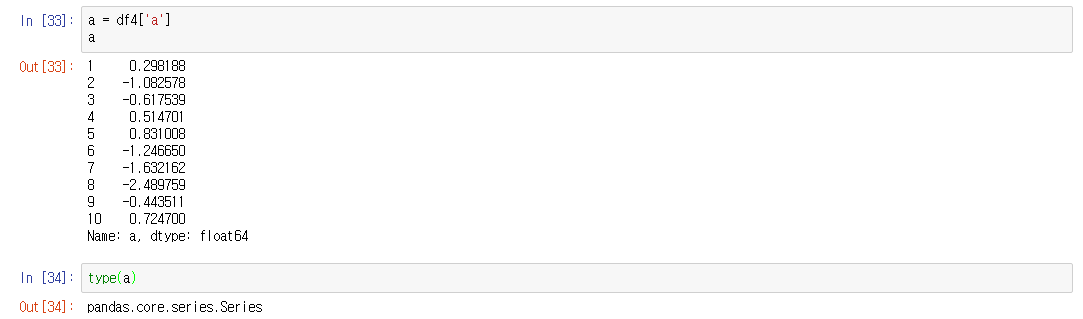 In [33]: a = df4['a']
a
Out[33]: 1 0.298188
2 -1.082578
3 -0.617539
4 0.514701
5 0.831008
6 -1.246650
7 -1.632162
8 -2.489759
9 -0.443511
10 0.724700
Name: a, dtype: float64
In [34]: type(a)
Out[34]: pandas.core.series.Series